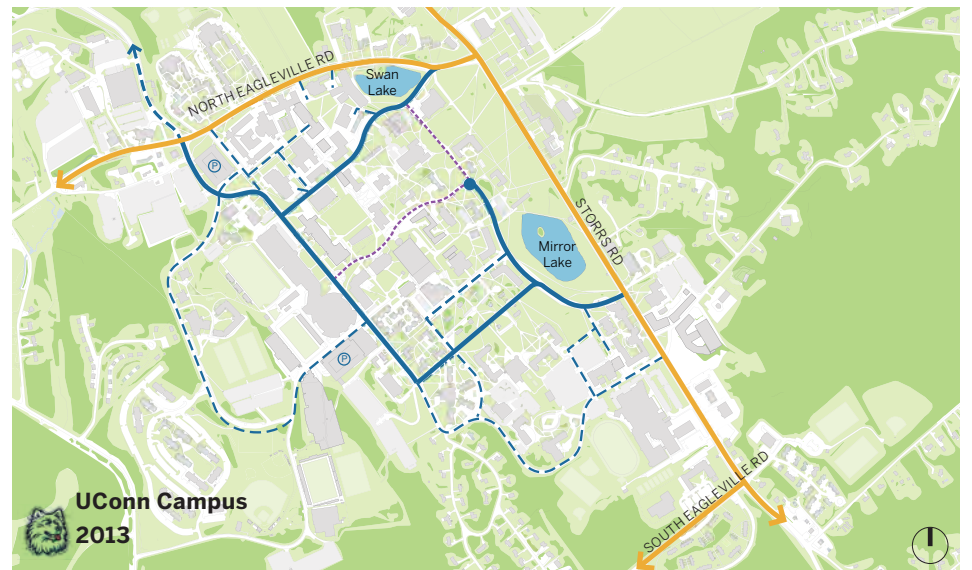 NORTH EAGLEVILLE RD
Swan
Lake
P
STORRS RD
Mirror
Lake
P
SOUTH EAGLEVILLE RD
UConn Campus
2013